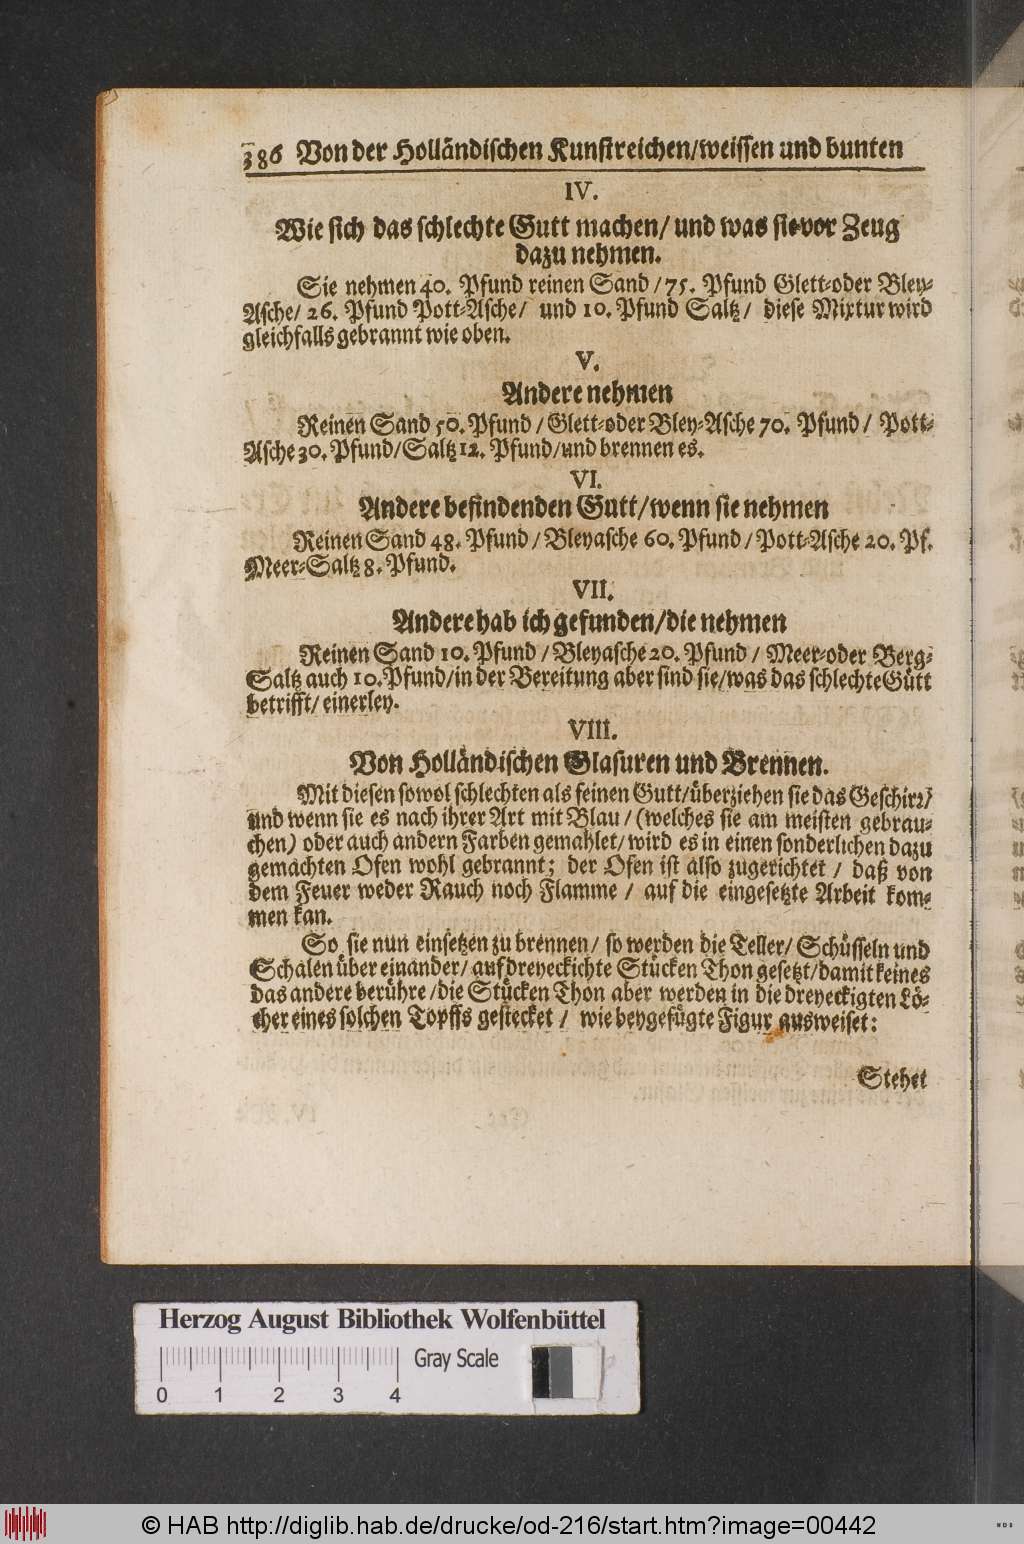 386 Von der Holländischen Kunstreichen/weissen und bunten
IV.
Wie sich das schlechte Gutt machen/ und was sie vor Zeug
dazu nehmen.
Sie nehmen 40. Pfund reinen Sand /75. Pfund Glett-oder Bley-
Asche/ 26. Pfund Pott-Asche/ und 10. Pfund Saltz / diese Mixtur wird
gleichfalls gebrannt wie oben.
V.
Andere nehmen
Reinen Sand 50. Pfund / Glett-oder Bley-Asche 70. Pfund / Pott-
Asche 30. Pfund/Saltz 12. Pfund/und brennen es.
VI.
Andere befindenden Gutt/wenn sie nehmen
Reinen Sand 48. Pfund / Bleyasche 60. Pfund / Pott-Asche 20. Pf.
Meer-Saltz 8. Pfund.
VII.
Andere hab ich gefunden/die nehmen
Reinen Sand 10. Pfund / Bleyasche 20. Pfund / Meer-oder Berg-
Saltz auch 10. Pfund/in der Bereitung aber sind sie/was das schlechte Gütt
betrifft/ einerley.
VIII.
Von Holländischen Glasuren und Brennen.
Mit diesen sowol schlechten als feinen Gutt/überziehen sie das Geschirr/
und wenn sie es nach ihrer Art mit Blau / (welches sie am meisten gebrau-
chen) oder auch andern Farben gemahlet/wird es in einen sonderlichen dazu
gemachten Ofen wohl gebrannt; der Ofen ist also zugerichtet / daß von
dem Feuer weder Rauch noch Flamme / auf die eingesetzte Arbeit kom-
men kan.
So sie nun einsetzen zu brennen / so werden die Teller/ Schüsseln und
Schalen über einander/ auf dreyeckichte Stücken Thon gesetzt/damit keines
das andere berühre /die Stücken Thon aber werden in die dreyeckigten Lö-
cher eines solchen Topffs gestecket / wie beygefügte Figur ausweiset:
Stehet
Herzog August Bibliothek Wolfenbüttel
Gray Scale
0 1 2 3 4
© HAB http://diglib.hab.de/drucke/od-216/start.htm?image=00442